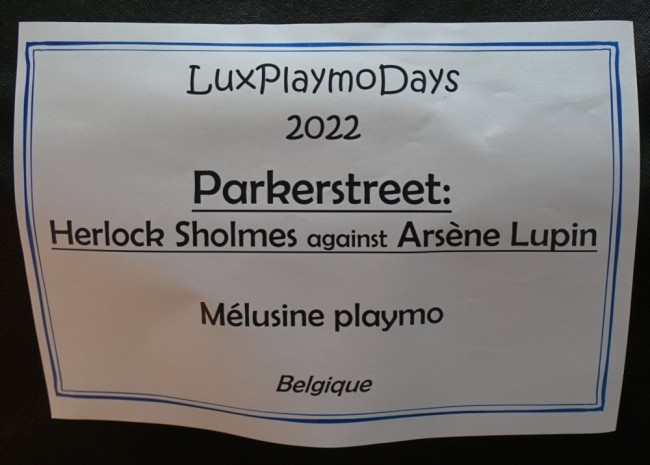 LuxPlaymoDays
2022
Parkerstreet:
Herlock Sholmes against Arsène Lupin
Mélusine playmo
Belgique